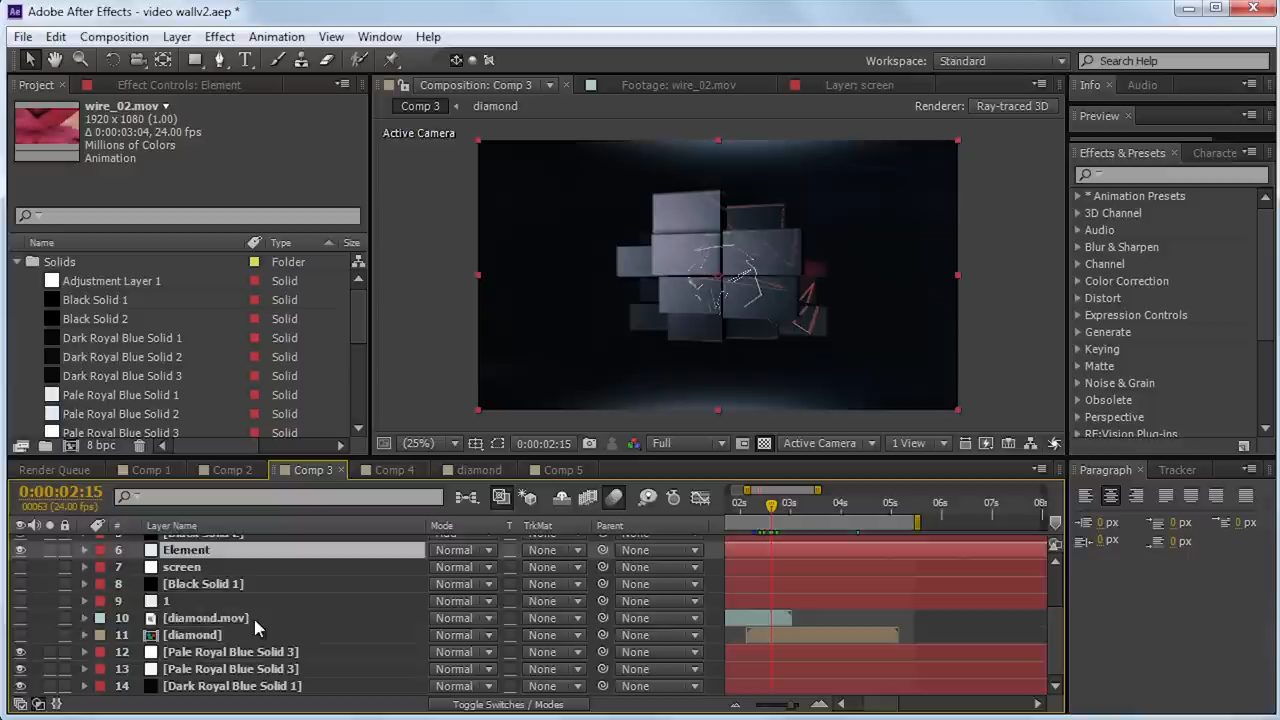 Adobe After Effects - video wallv2.aep *
File Edit Composition Layer Effect Animation View Window Help
Workspace: Standard Search Help
Project Effect Controls: Element
Composition: Comp 3 Footage: wire_02.mov Layer: screen
Info Audio
wire_02.mov
1920 x 1080 (1.00)
Δ 0:00:03:04, 24.00 fps
Millions of Colors
Animation
Comp 3 diamond Renderer: Ray-traced 3D
Active Camera
Preview
Effects & Presets Characte
* Animation Presets
3D Channel
Audio
Blur & Sharpen
Channel
Color Correction
Distort
Expression Controls
Generate
Keying
Matte
Noise & Grain
Obsolete
Perspective
RE:Vision Plug-ins
Name Type Size
Solids Folder
Adjustment Layer 1 Solid
Black Solid 1 Solid
Black Solid 2 Solid
Dark Royal Blue Solid 1 Solid
Dark Royal Blue Solid 2 Solid
Dark Royal Blue Solid 3 Solid
Pale Royal Blue Solid 1 Solid
Pale Royal Blue Solid 2 Solid
Pale Royal Blue Solid 3 Solid
8 bpc
(25%) 0:00:02:15 Full Active Camera 1 View
Render Queue Comp 1 Comp 2 Comp 3 Comp 4 diamond Comp 5
Paragraph Tracker
0:00:02:15
00063 (24.00 fps)
02s 03s 04s 05s 06s 07s 08s
# Layer Name Mode T TrkMat Parent
5 [Black Solid 2] Add None None
6 Element Normal None None
7 screen Normal None None
8 [Black Solid 1] Normal None None
9 1 Normal None None
10 [diamond.mov] Normal None None
11 [diamond] Normal None None
12 [Pale Royal Blue Solid 3] Normal None None
13 [Pale Royal Blue Solid 3] Normal None None
14 [Dark Royal Blue Solid 1] Normal None None
Toggle Switches / Modes
0 px 0 px 0 px
0 px 0 px